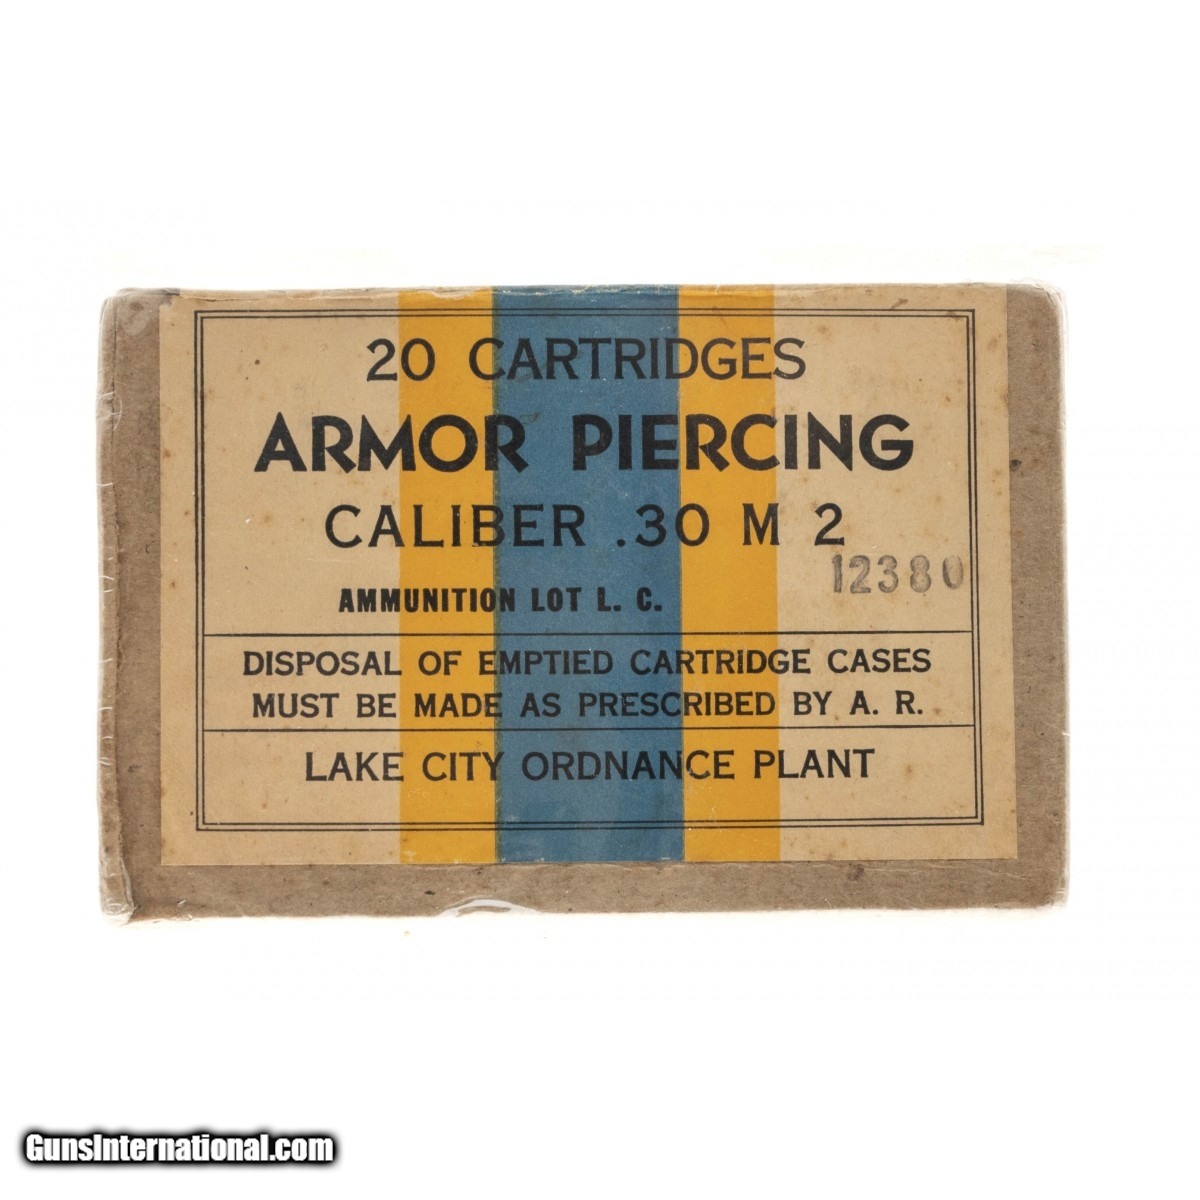 20 CARTRIDGES
ARMOR PIERCING
CALIBER .30 M 2
12380
AMMUNITION LOT L. C.
DISPOSAL OF EMPTIED CARTRIDGE CASES
MUST BE MADE AS PRESCRIBED BY A. R.
LAKE CITY ORDNANCE PLANT
GunsInternational.com